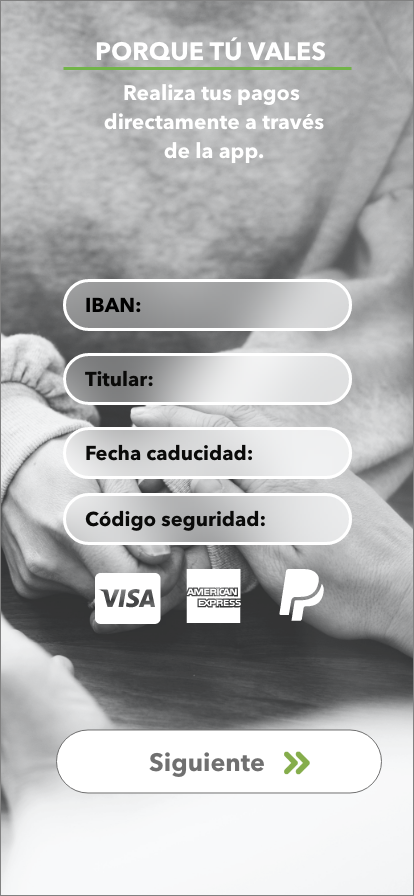 PORQUE TÚ VALES
Realiza tus pagos
directamente a través
de la app.
IBAN:
Titular:
Fecha caducidad:
Código seguridad:
VISA
AMERICAN
EXPRESS
Siguiente